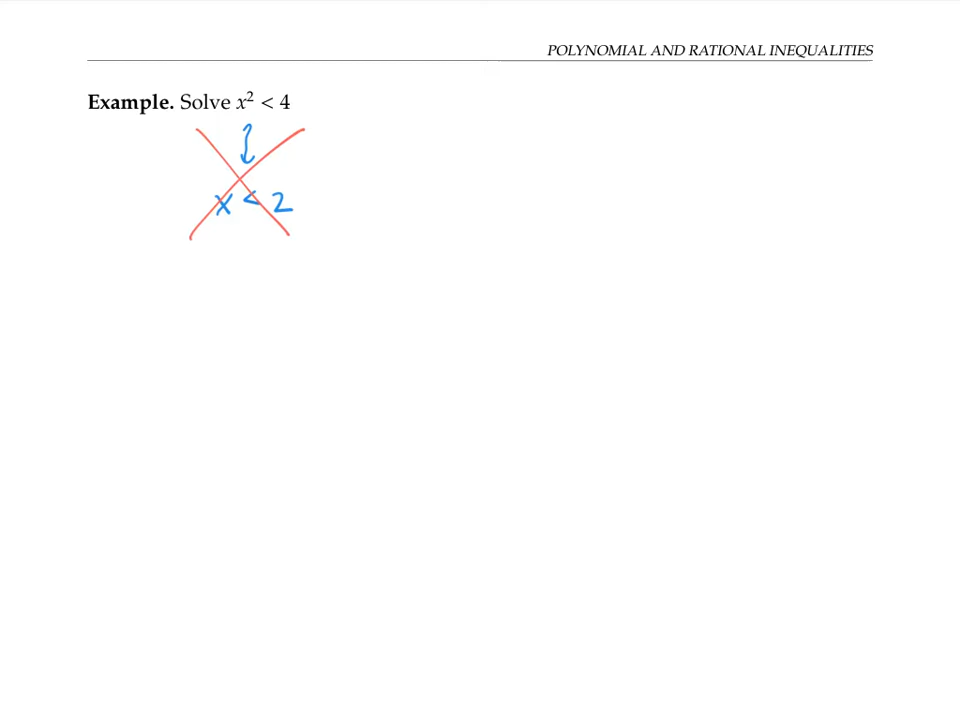 POLYNOMIAL AND RATIONAL INEQUALITIES
Example. Solve x² < 4
x < 2